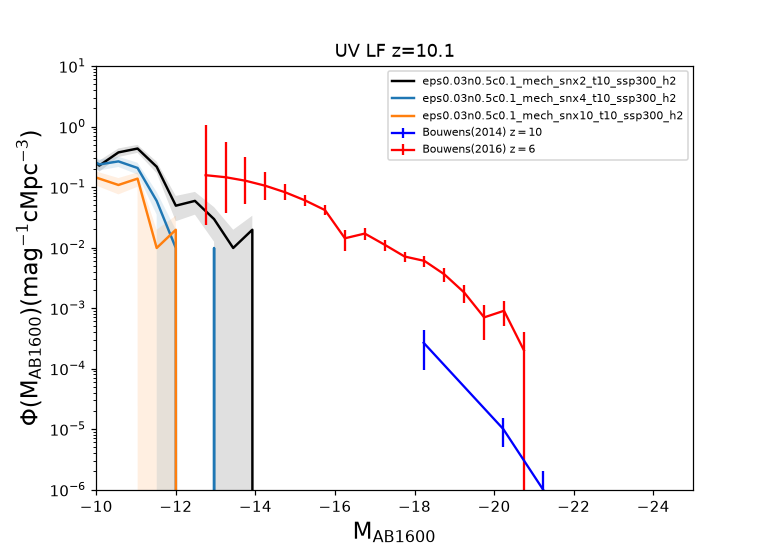 UV LF z=10.1
eps0.03n0.5c0.1_mech_snx2_t10_ssp300_h2
eps0.03n0.5c0.1_mech_snx4_t10_ssp300_h2
eps0.03n0.5c0.1_mech_snx10_t10_ssp300_h2
Bouwens(2014) z = 10
Bouwens(2016) z = 6
Φ(M_AB1600)(mag⁻¹cMpc⁻³)
10¹
10⁰
10⁻¹
10⁻²
10⁻³
10⁻⁴
10⁻⁵
10⁻⁶
−10 −12 −14 −16 −18 −20 −22 −24
M_AB1600